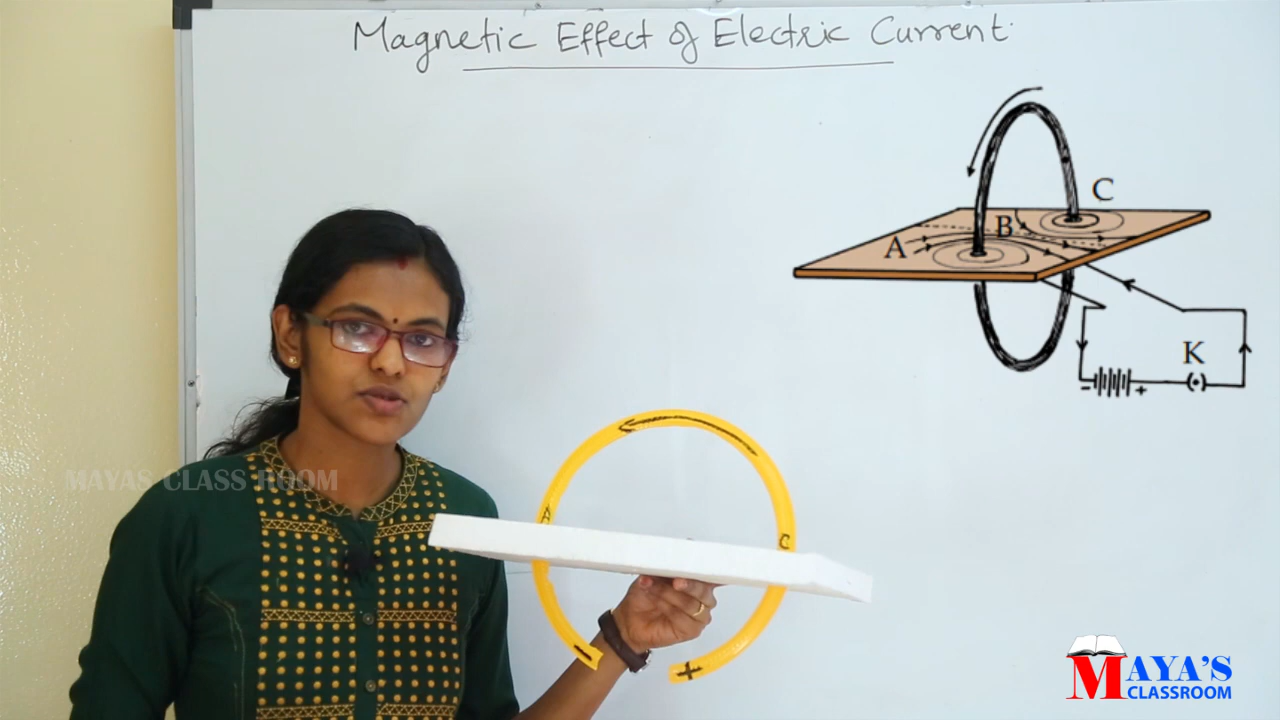 Magnetic Effect of Electric Current
C
B
A
K
- +
A
C
- +
MAYAS CLASS ROOM
MAYA'S
CLASSROOM